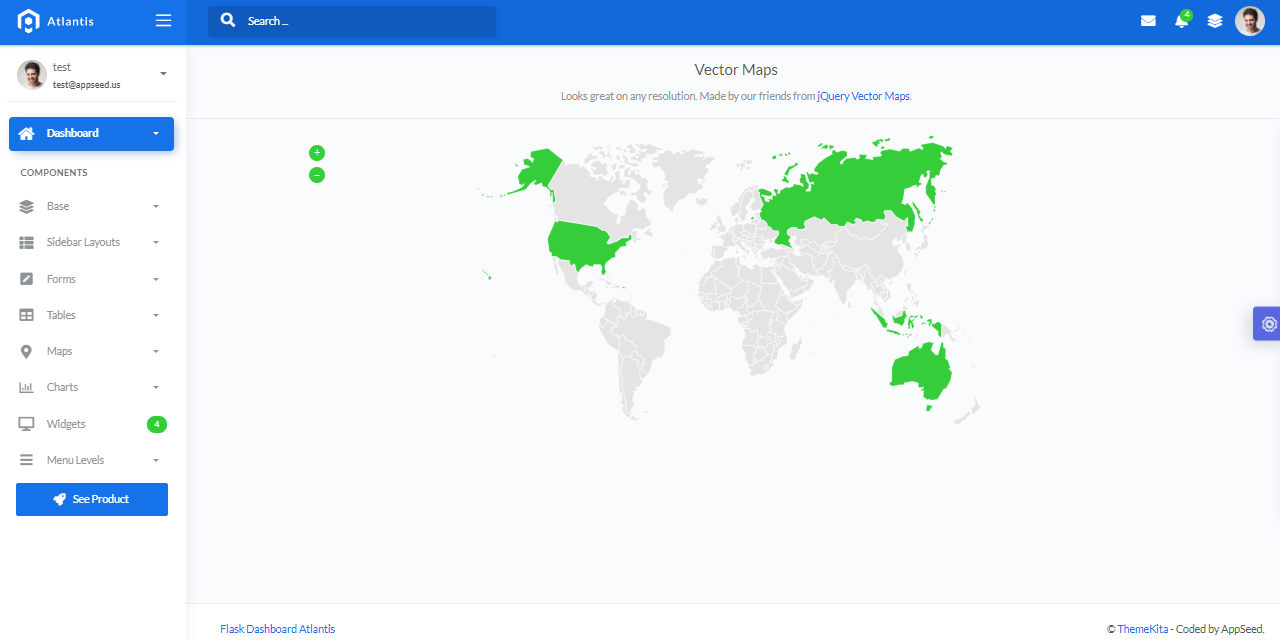 Atlantis
Search ...
4
test
test@appseed.us
Dashboard
COMPONENTS
Base
Sidebar Layouts
Forms
Tables
Maps
Charts
Widgets 4
Menu Levels
See Product
Vector Maps
Looks great on any resolution. Made by our friends from jQuery Vector Maps.
+
−
Flask Dashboard Atlantis
© ThemeKita - Coded by AppSeed.